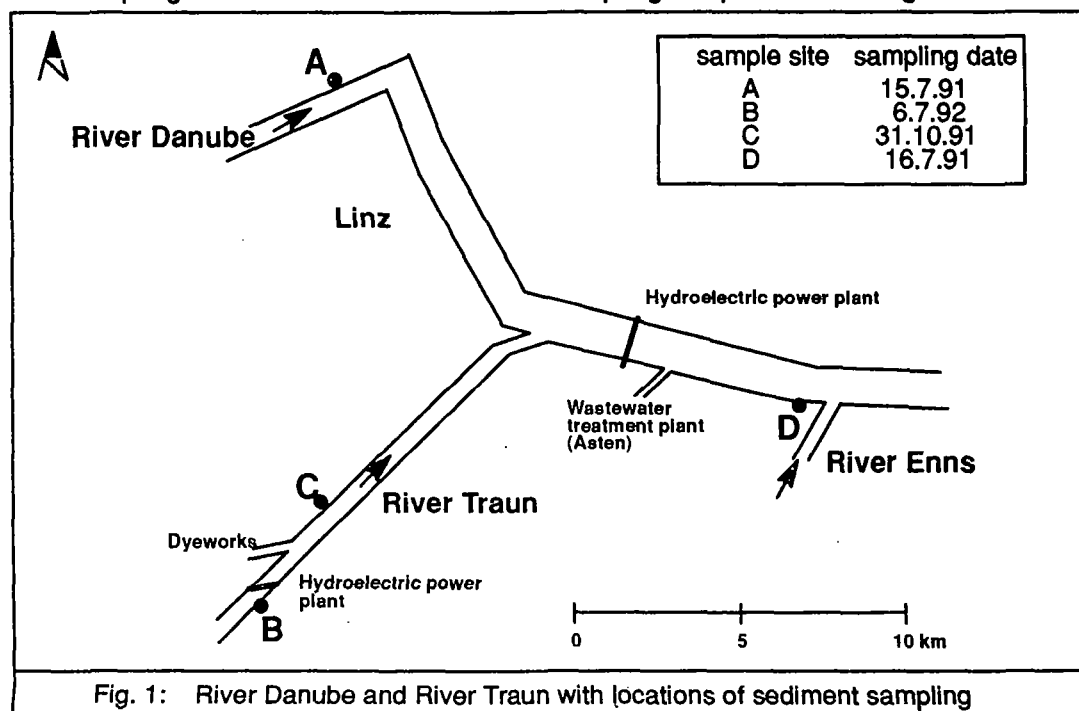 sample site sampling date
A 15.7.91
B 6.7.92
C 31.10.91
D 16.7.91
A
River Danube
Linz
Hydroelectric power plant
Wastewater
treatment plant
(Asten)
D
River Enns
C
River Traun
Dyeworks
Hydroelectric power
plant
B
0 5 10 km
Fig. 1: River Danube and River Traun with locations of sediment sampling